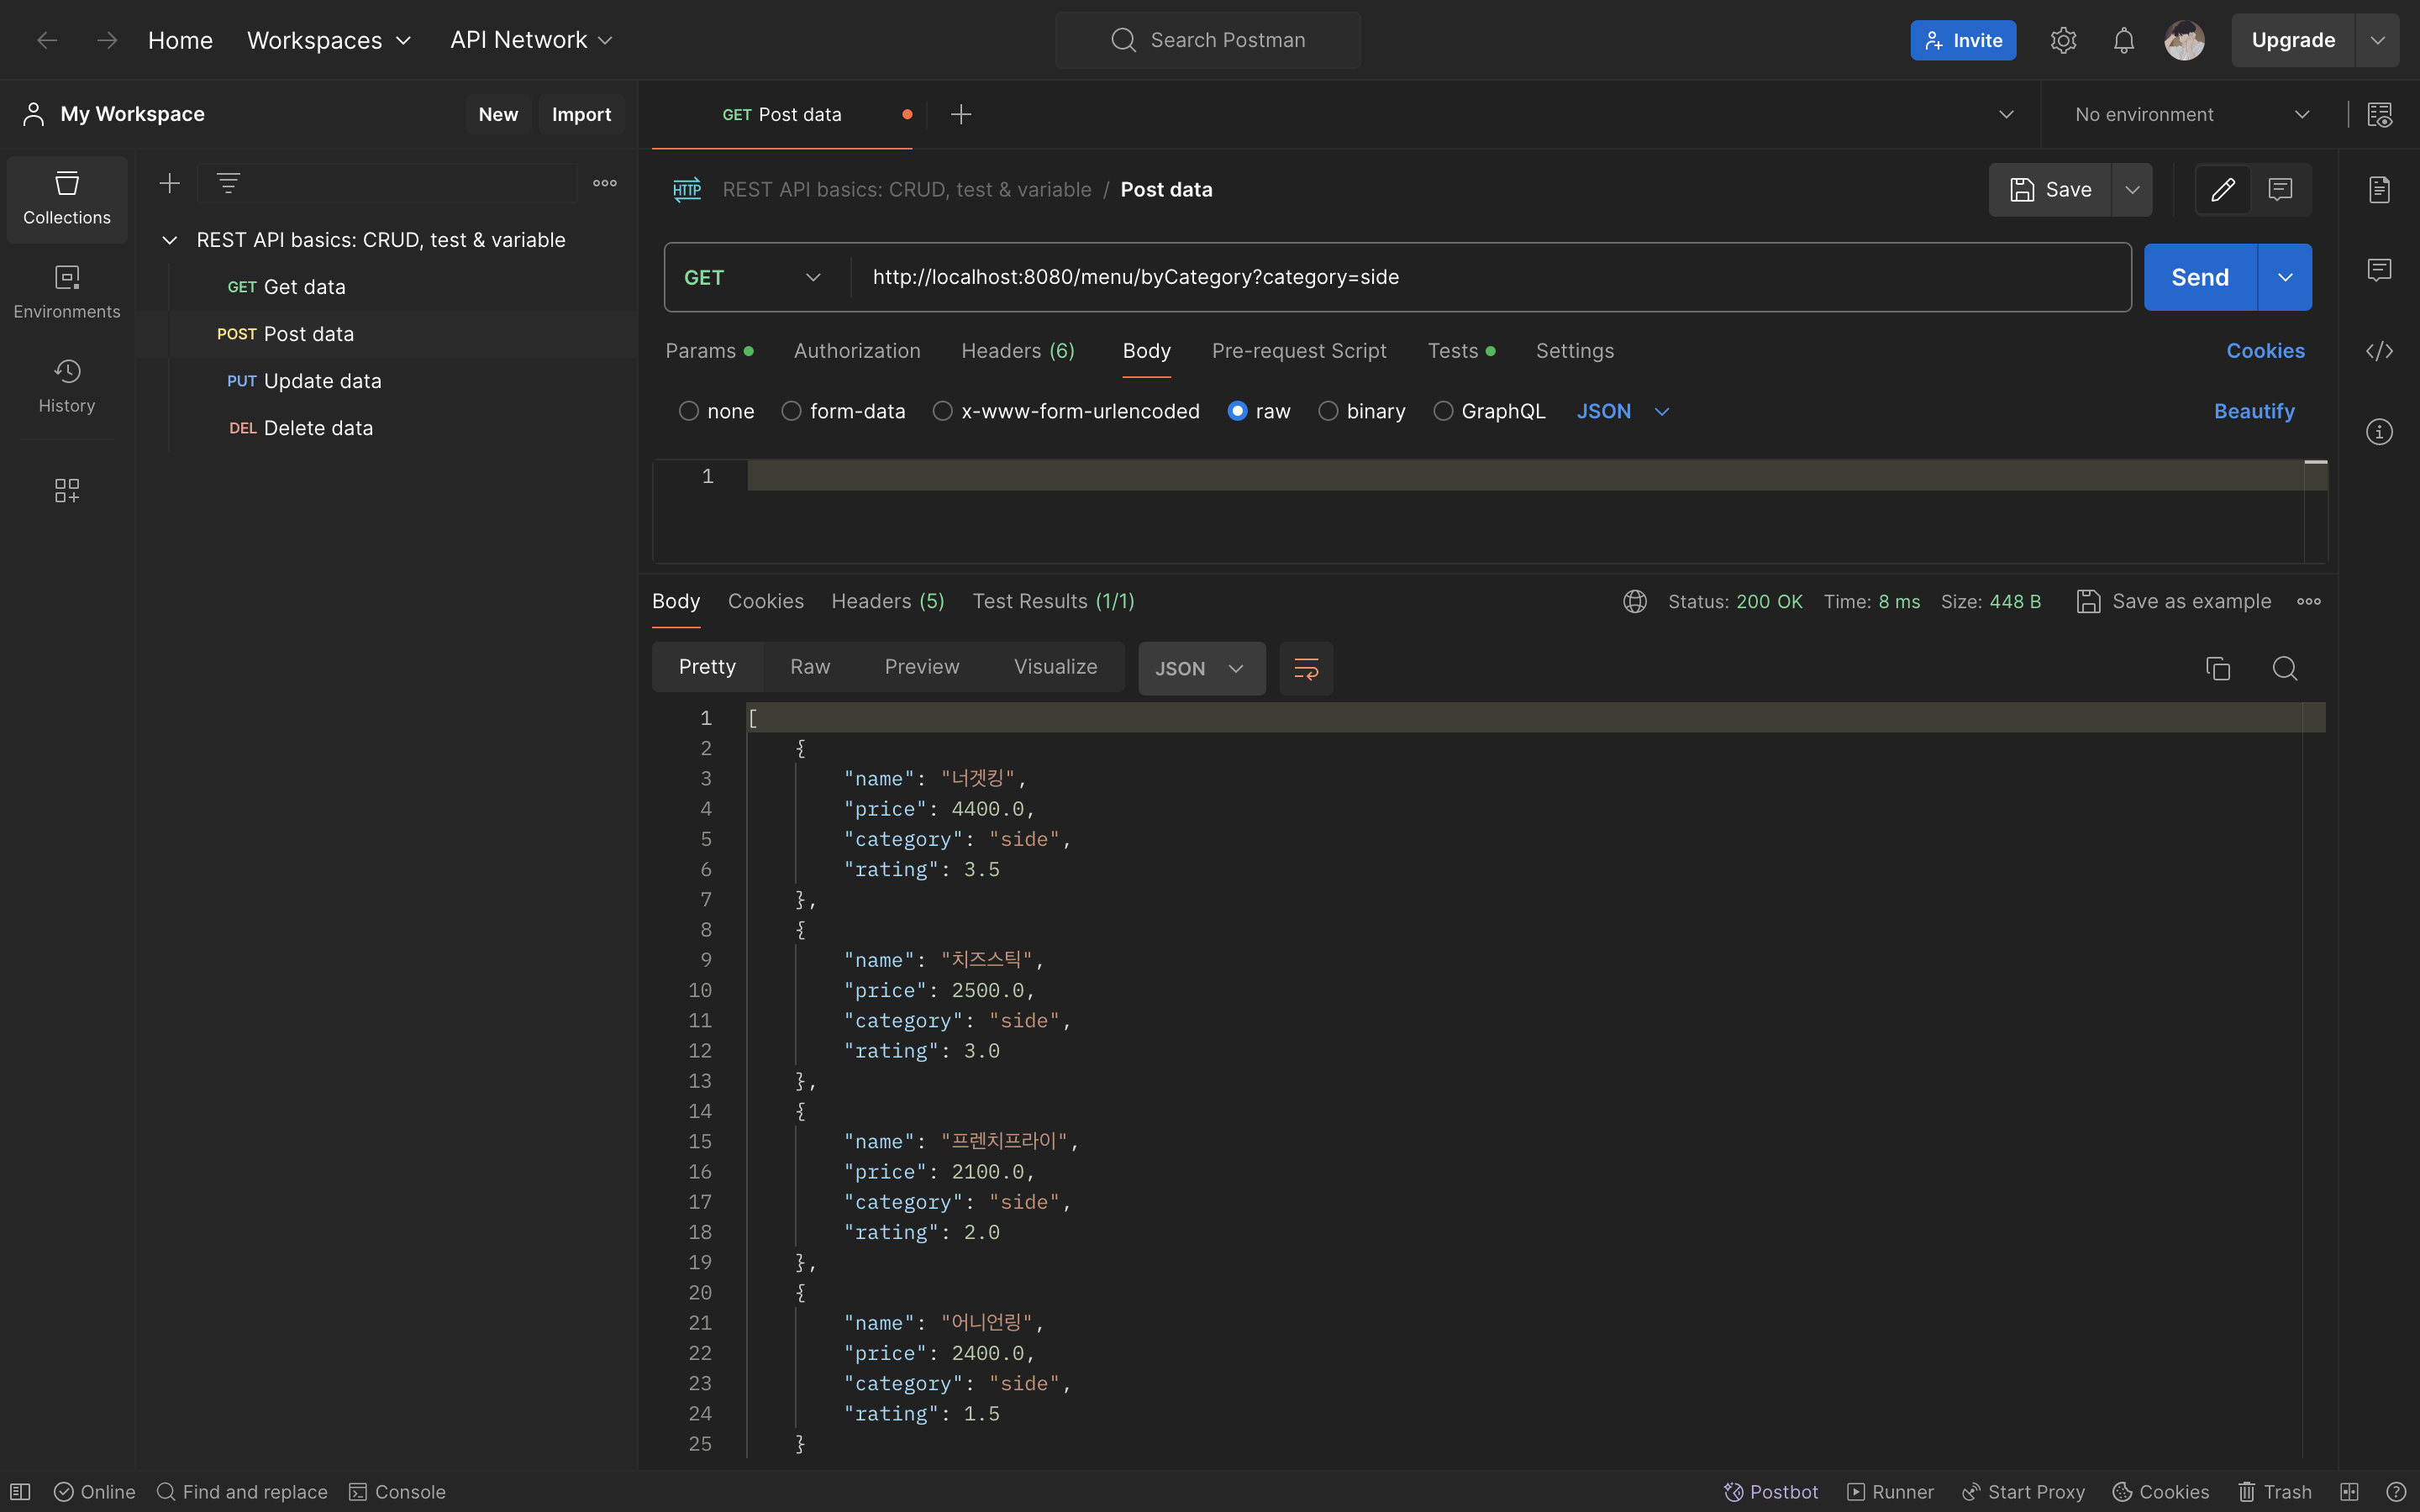 Home Workspaces API Network Search Postman Invite Upgrade
My Workspace New Import GET Post data No environment
Collections
Environments
History
REST API basics: CRUD, test & variable
GET Get data
POST Post data
PUT Update data
DEL Delete data
HTTP REST API basics: CRUD, test & variable / Post data Save
GET http://localhost:8080/menu/byCategory?category=side Send
Params Authorization Headers (6) Body Pre-request Script Tests Settings Cookies
none form-data x-www-form-urlencoded raw binary GraphQL JSON Beautify
1
Body Cookies Headers (5) Test Results (1/1) Status: 200 OK Time: 8 ms Size: 448 B Save as example
Pretty Raw Preview Visualize JSON
1 [
2 {
3 "name": "너겟킹",
4 "price": 4400.0,
5 "category": "side",
6 "rating": 3.5
7 },
8 {
9 "name": "치즈스틱",
10 "price": 2500.0,
11 "category": "side",
12 "rating": 3.0
13 },
14 {
15 "name": "프렌치프라이",
16 "price": 2100.0,
17 "category": "side",
18 "rating": 2.0
19 },
20 {
21 "name": "어니언링",
22 "price": 2400.0,
23 "category": "side",
24 "rating": 1.5
25 }
Online Find and replace Console Postbot Runner Start Proxy Cookies Trash